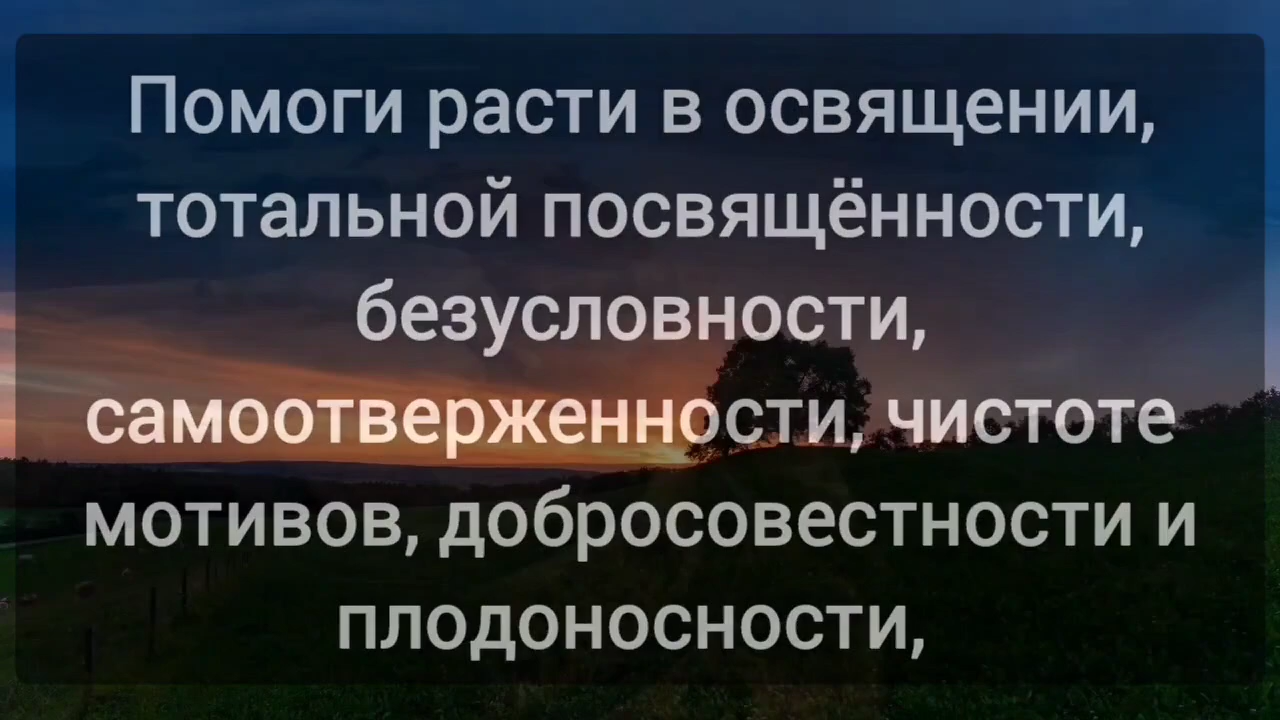 Помоги расти в освящении,
тотальной посвящённости,
безусловности,
самоотверженности, чистоте
мотивов, добросовестности и
плодоносности,